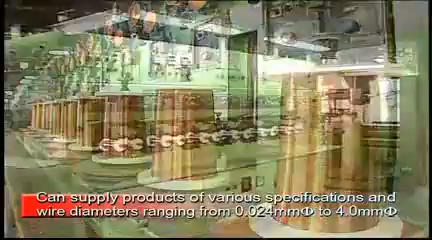 Can supply products of various specifications and
wire diameters ranging from 0.024mmΦ to 4.0mmΦ